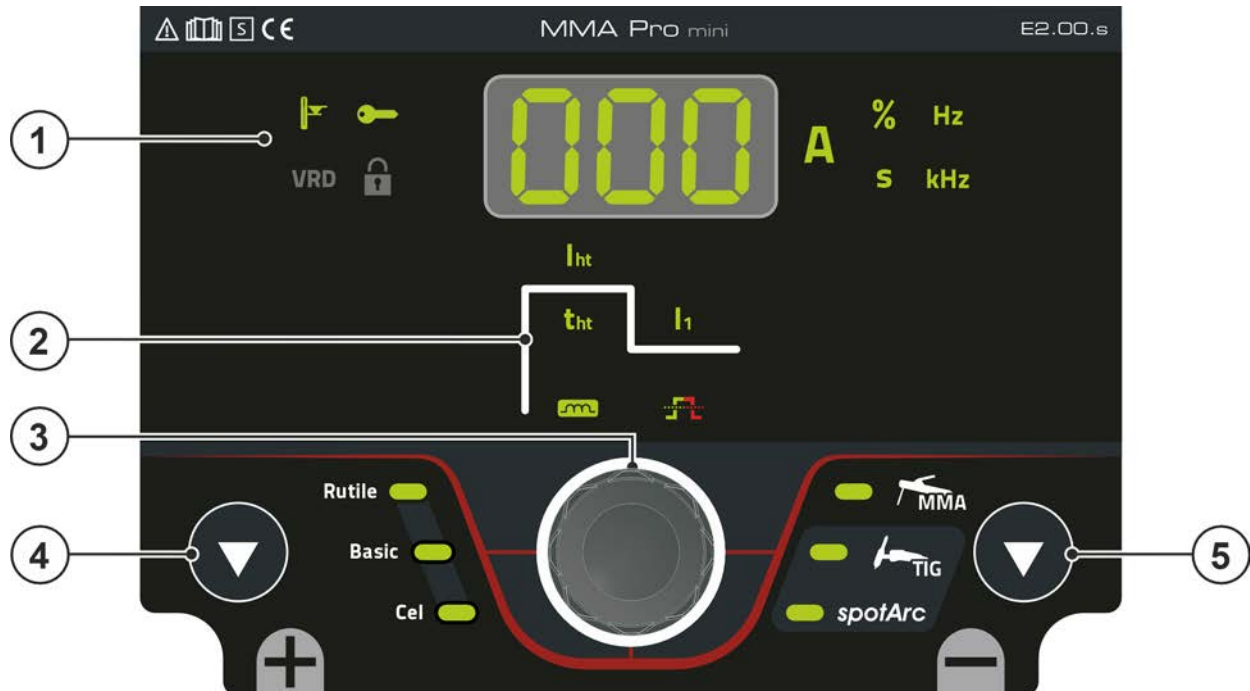 S CE MMA Pro mini E2.00.s
1
000 A % Hz
VRD s kHz
Iht
2
tht I1
3
Rutile MMA
4 Basic TIG 5
Cel spotArc
+ −